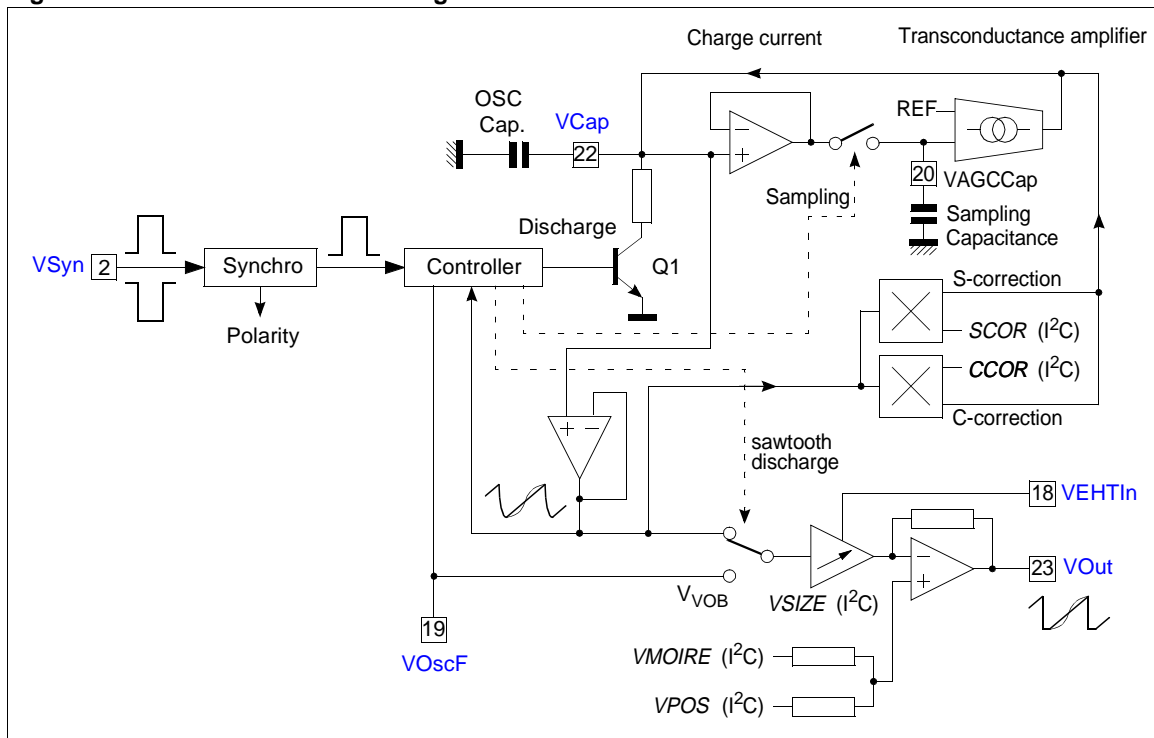 Charge current
Transconductance amplifier
OSC
Cap.
VCap
22
REF
20
VAGCCap
Sampling
Sampling
Capacitance
Discharge
Q1
VSyn
2
Synchro
Controller
Polarity
S-correction
SCOR (I²C)
CCOR (I²C)
C-correction
sawtooth
discharge
18
VEHTIn
23
VOut
V_VOB
VSIZE (I²C)
19
VOscF
VMOIRE (I²C)
VPOS (I²C)